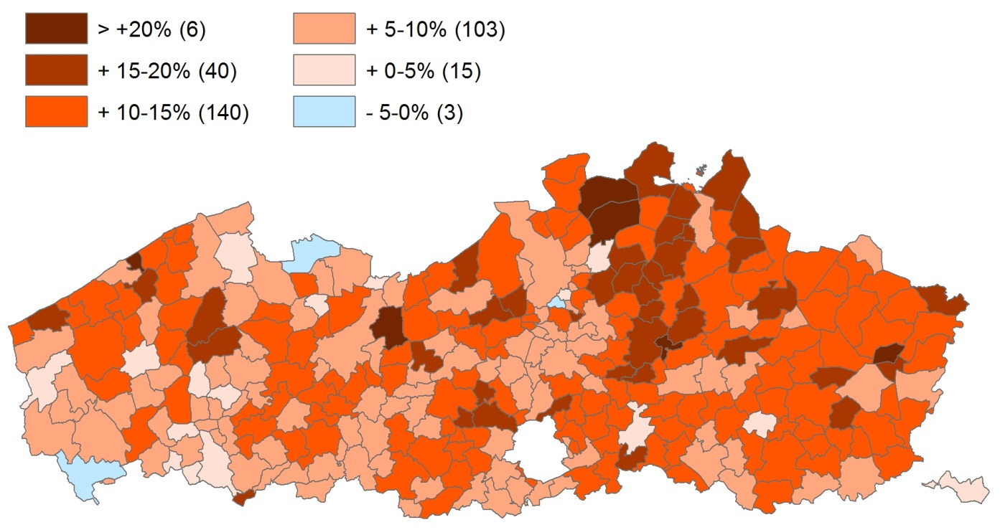 > +20% (6)
+ 15-20% (40)
+ 10-15% (140)
+ 5-10% (103)
+ 0-5% (15)
- 5-0% (3)